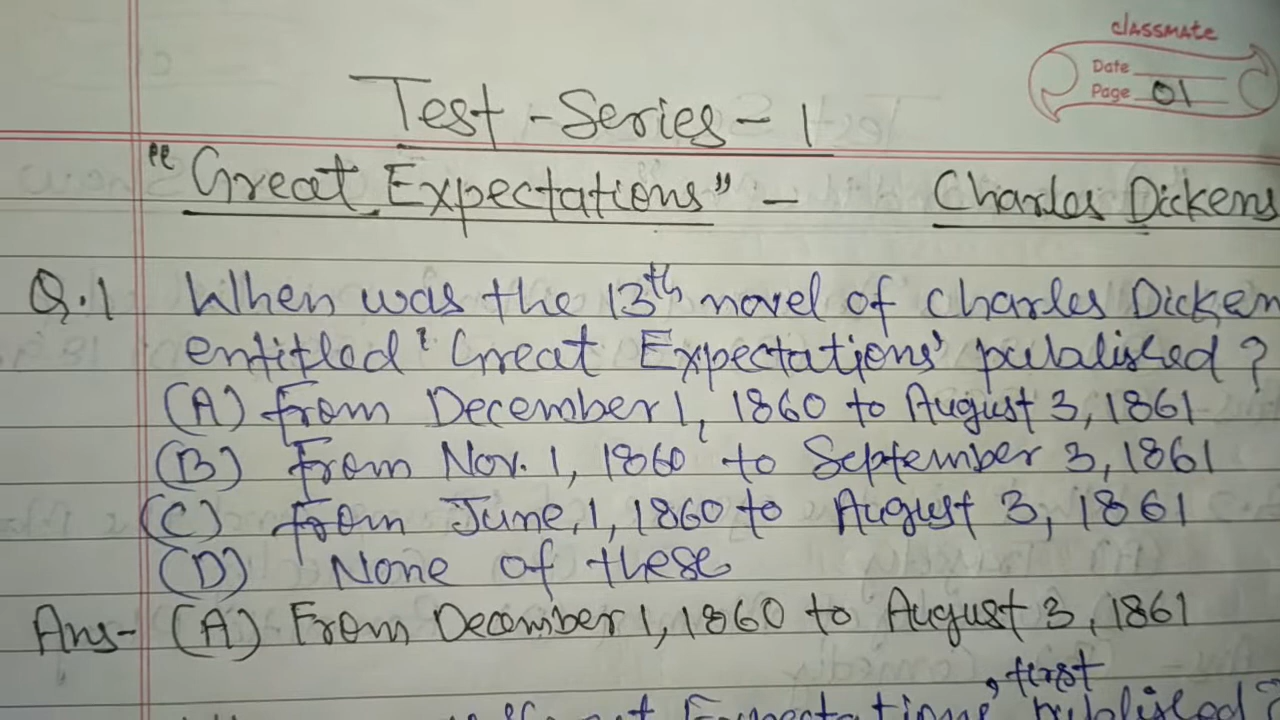 classmate
Date
Page 01
Test-Series-1
"Great Expectations" - Charles Dickens
Q.1 When was the 13th novel of Charles Dicken
entitled 'Great Expectations' published?
(A) from December 1, 1860 to August 3, 1861
(B) From Nov. 1, 1860 to September 3, 1861
(C) from June, 1, 1860 to August 3, 1861
(D) None of these
Ans- (A) From December 1, 1860 to August 3, 1861
, first
Expectations' published?